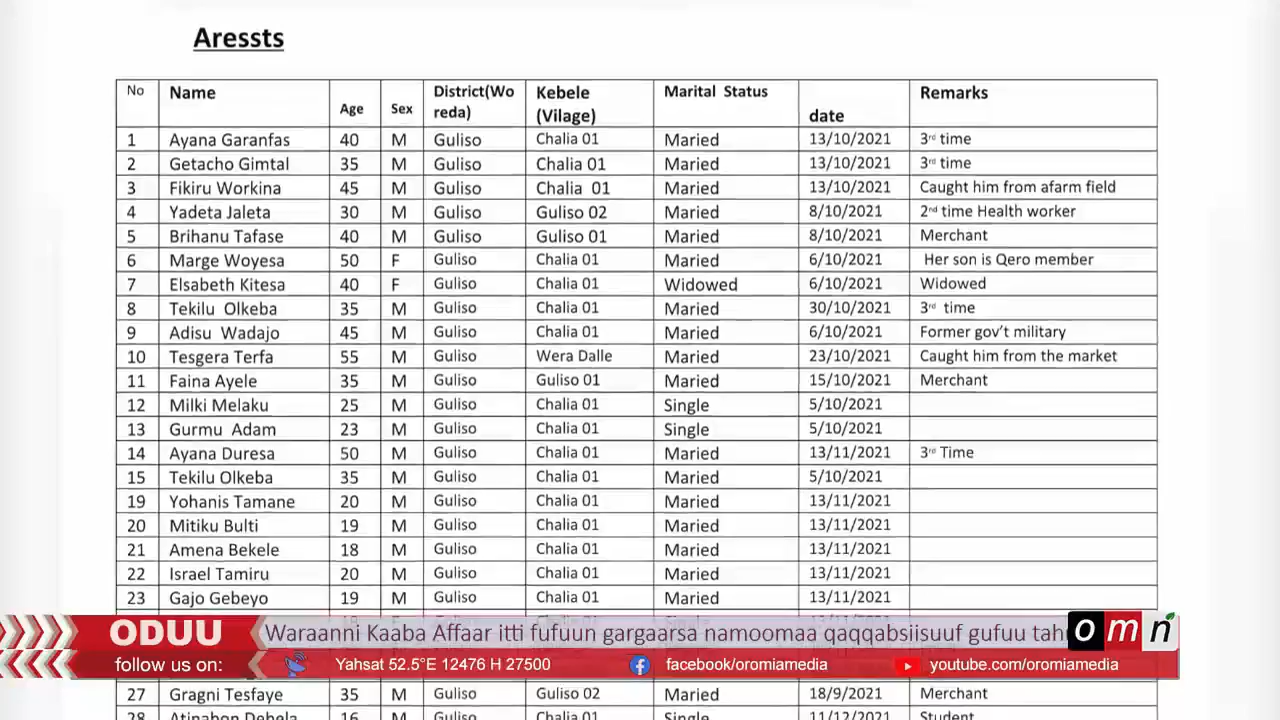 Aressts
No Name Age Sex District(Wo reda) Kebele (Vilage) Marital Status date Remarks
1 Ayana Garanfas 40 M Guliso Chalia 01 Maried 13/10/2021 3rd time
2 Getacho Gimtal 35 M Guliso Chalia 01 Maried 13/10/2021 3rd time
3 Fikiru Workina 45 M Guliso Chalia 01 Maried 13/10/2021 Caught him from afarm field
4 Yadeta Jaleta 30 M Guliso Guliso 02 Maried 8/10/2021 2nd time Health worker
5 Brihanu Tafase 40 M Guliso Guliso 01 Maried 8/10/2021 Merchant
6 Marge Woyesa 50 F Guliso Chalia 01 Maried 6/10/2021 Her son is Qero member
7 Elsabeth Kitesa 40 F Guliso Chalia 01 Widowed 6/10/2021 Widowed
8 Tekilu Olkeba 35 M Guliso Chalia 01 Maried 30/10/2021 3rd time
9 Adisu Wadajo 45 M Guliso Chalia 01 Maried 6/10/2021 Former gov't military
10 Tesgera Terfa 55 M Guliso Wera Dalle Maried 23/10/2021 Caught him from the market
11 Faina Ayele 35 M Guliso Guliso 01 Maried 15/10/2021 Merchant
12 Milki Melaku 25 M Guliso Chalia 01 Single 5/10/2021
13 Gurmu Adam 23 M Guliso Chalia 01 Single 5/10/2021
14 Ayana Duresa 50 M Guliso Chalia 01 Maried 13/11/2021 3rd Time
15 Tekilu Olkeba 35 M Guliso Chalia 01 Maried 5/10/2021
19 Yohanis Tamane 20 M Guliso Chalia 01 Maried 13/11/2021
20 Mitiku Bulti 19 M Guliso Chalia 01 Maried 13/11/2021
21 Amena Bekele 18 M Guliso Chalia 01 Maried 13/11/2021
22 Israel Tamiru 20 M Guliso Chalia 01 Maried 13/11/2021
23 Gajo Gebeyo 19 M Guliso Chalia 01 Maried 13/11/2021
ODUU Waraanni Kaaba Affaar itti fufuun gargaarsa namoomaa qaqqabsiisuuf gufuu omn
follow us on: Yahsat 52.5°E 12476 H 27500 facebook/oromiamedia youtube.com/oromiamedia
27 Gragni Tesfaye 35 M Guliso Guliso 02 Maried 18/9/2021 Merchant
28 Atinabon Debela 16 M Guliso Chalia 01 Single 11/12/2021 Student